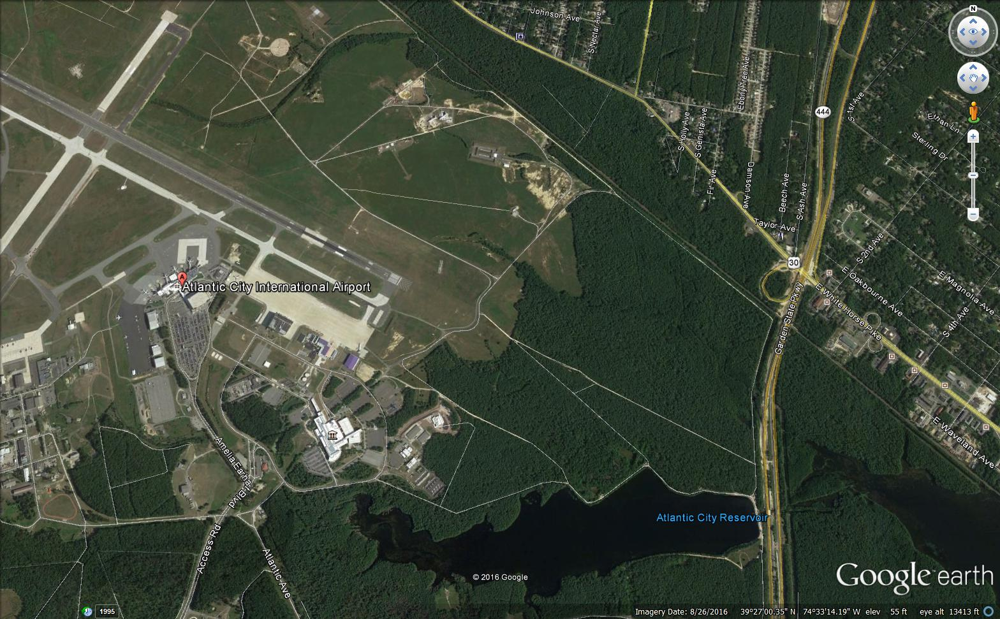 N
Johnson Ave
S Nectar Ave
Ebony Tree Ave
444
S 1st Ave
Ethan Ln
Sterling Dr
S Holly Ave
S Genista Ave
Fir Ave
Damson Ave
Beech Ave
S Ash Ave
Taylor Ave
30
S 2nd Ave
E Oakbourne Ave
E Magnolia Ave
S 4th Ave
E White Horse Pike
Garden State Pkwy
A
Atlantic City International Airport
E Waveland Ave
Amelia Earhart Blvd
Atlantic City Reservoir
Access Rd
Atlantic Ave
© 2016 Google
Google earth
1995
Imagery Date: 8/26/2016 39°27'00.35" N 74°33'14.19" W elev 55 ft eye alt 13413 ft